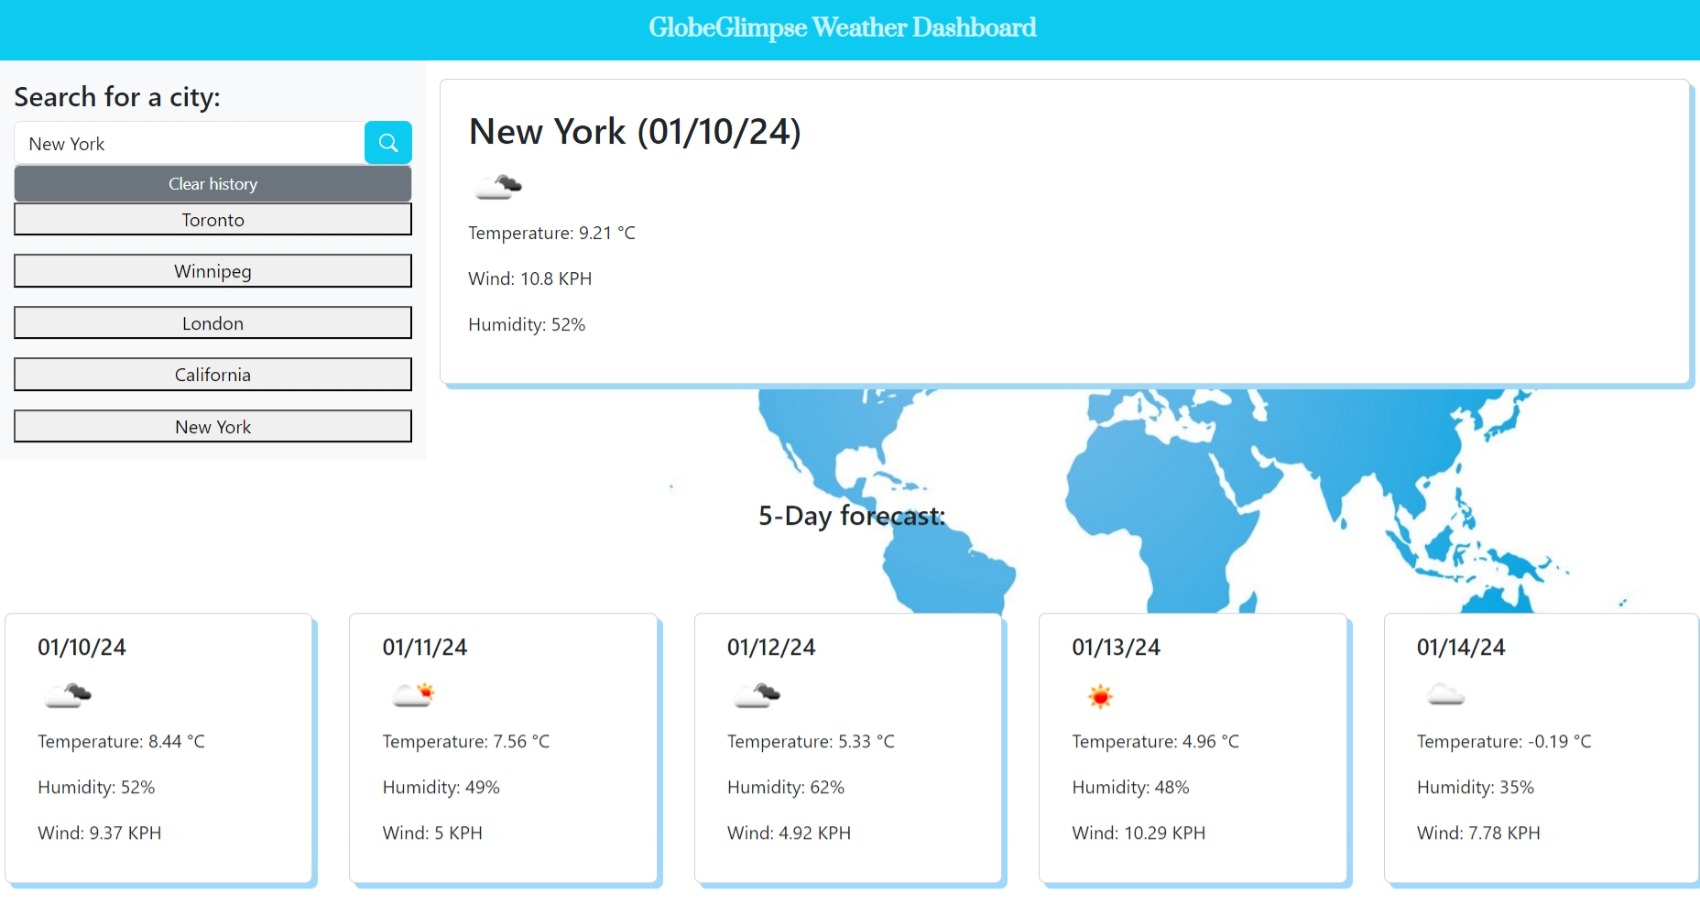 GlobeGlimpse Weather Dashboard
Search for a city:
New York
Clear history
Toronto
Winnipeg
London
California
New York
New York (01/10/24)
Temperature: 9.21 °C
Wind: 10.8 KPH
Humidity: 52%
5-Day forecast:
01/10/24
Temperature: 8.44 °C
Humidity: 52%
Wind: 9.37 KPH
01/11/24
Temperature: 7.56 °C
Humidity: 49%
Wind: 5 KPH
01/12/24
Temperature: 5.33 °C
Humidity: 62%
Wind: 4.92 KPH
01/13/24
Temperature: 4.96 °C
Humidity: 48%
Wind: 10.29 KPH
01/14/24
Temperature: -0.19 °C
Humidity: 35%
Wind: 7.78 KPH